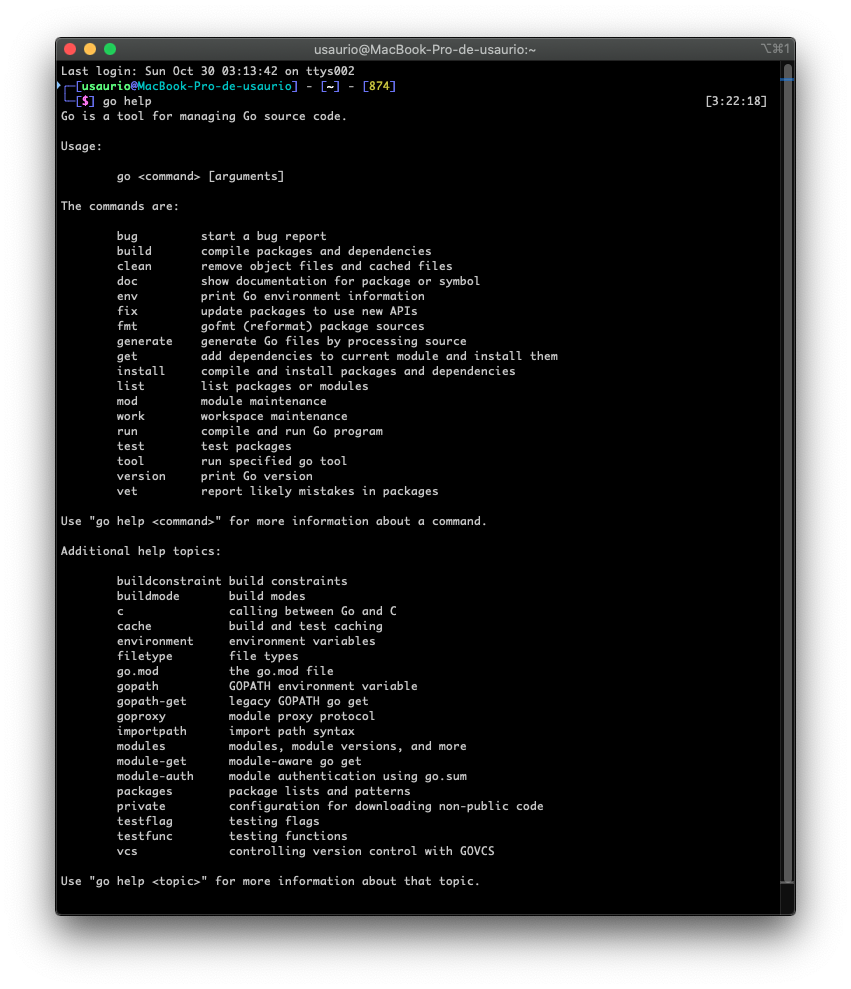 usaurio@MacBook-Pro-de-usaurio:~ ⌥⌘1
Last login: Sun Oct 30 03:13:42 on ttys002
┌─[usaurio@MacBook-Pro-de-usaurio] - [~] - [874]
└─[$] go help [3:22:18]
Go is a tool for managing Go source code.

Usage:

        go <command> [arguments]

The commands are:

        bug         start a bug report
        build       compile packages and dependencies
        clean       remove object files and cached files
        doc         show documentation for package or symbol
        env         print Go environment information
        fix         update packages to use new APIs
        fmt         gofmt (reformat) package sources
        generate    generate Go files by processing source
        get         add dependencies to current module and install them
        install     compile and install packages and dependencies
        list        list packages or modules
        mod         module maintenance
        work        workspace maintenance
        run         compile and run Go program
        test        test packages
        tool        run specified go tool
        version     print Go version
        vet         report likely mistakes in packages

Use "go help <command>" for more information about a command.

Additional help topics:

        buildconstraint build constraints
        buildmode       build modes
        c               calling between Go and C
        cache           build and test caching
        environment     environment variables
        filetype        file types
        go.mod          the go.mod file
        gopath          GOPATH environment variable
        gopath-get      legacy GOPATH go get
        goproxy         module proxy protocol
        importpath      import path syntax
        modules         modules, module versions, and more
        module-get      module-aware go get
        module-auth     module authentication using go.sum
        packages        package lists and patterns
        private         configuration for downloading non-public code
        testflag        testing flags
        testfunc        testing functions
        vcs             controlling version control with GOVCS

Use "go help <topic>" for more information about that topic.